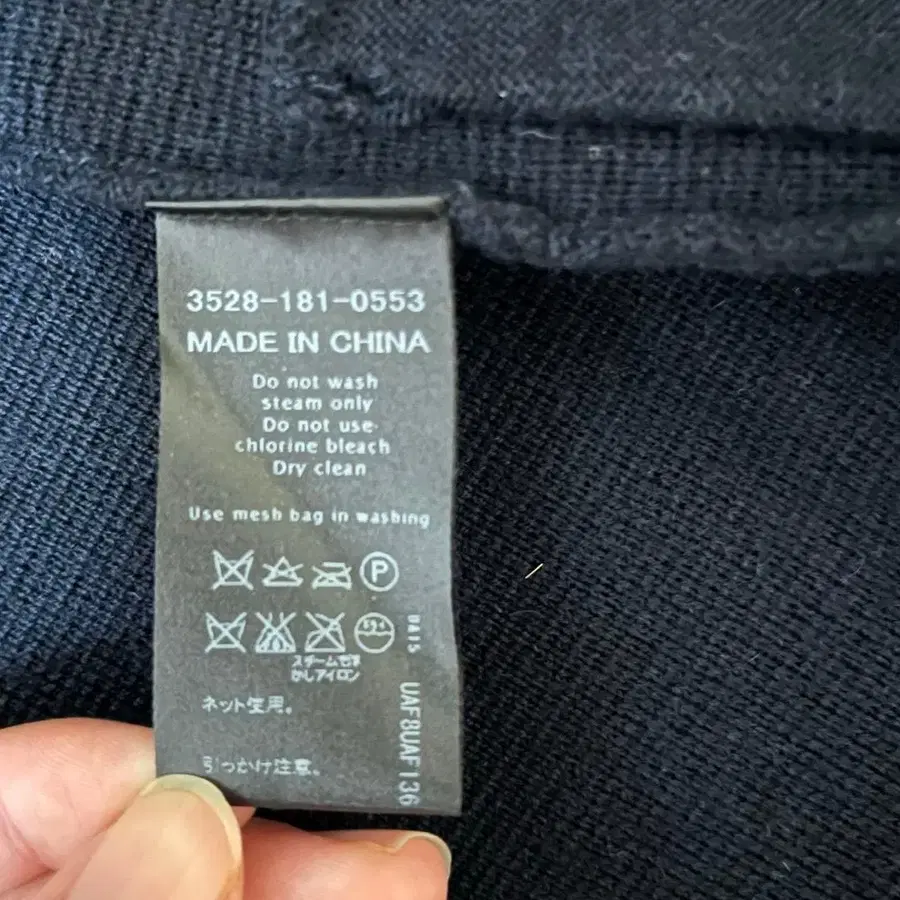 3528-181-0553
MADE IN CHINA
Do not wash
steam only
Do not use
chlorine bleach
Dry clean
Use mesh bag in washing
P
スチームで浮
かしアイロン
ネット使用。
引っかけ注意。
UAF8UAF136